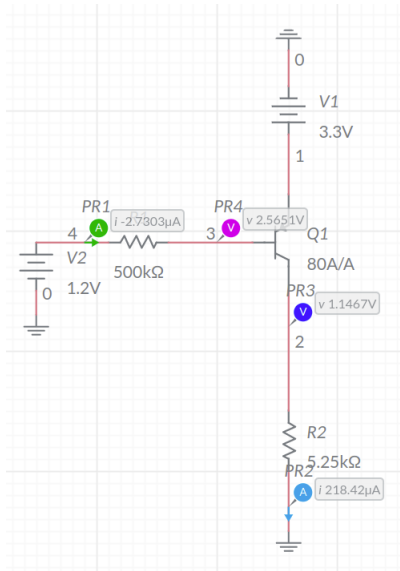 0
V1
3.3V
1
PR1
i -2.7303µA
PR4
v 2.5651V
4
A
3
V
Q1
V2
500kΩ
80A/A
0
1.2V
PR3
v 1.1467V
V
2
R2
5.25kΩ
PR2
A
i 218.42µA